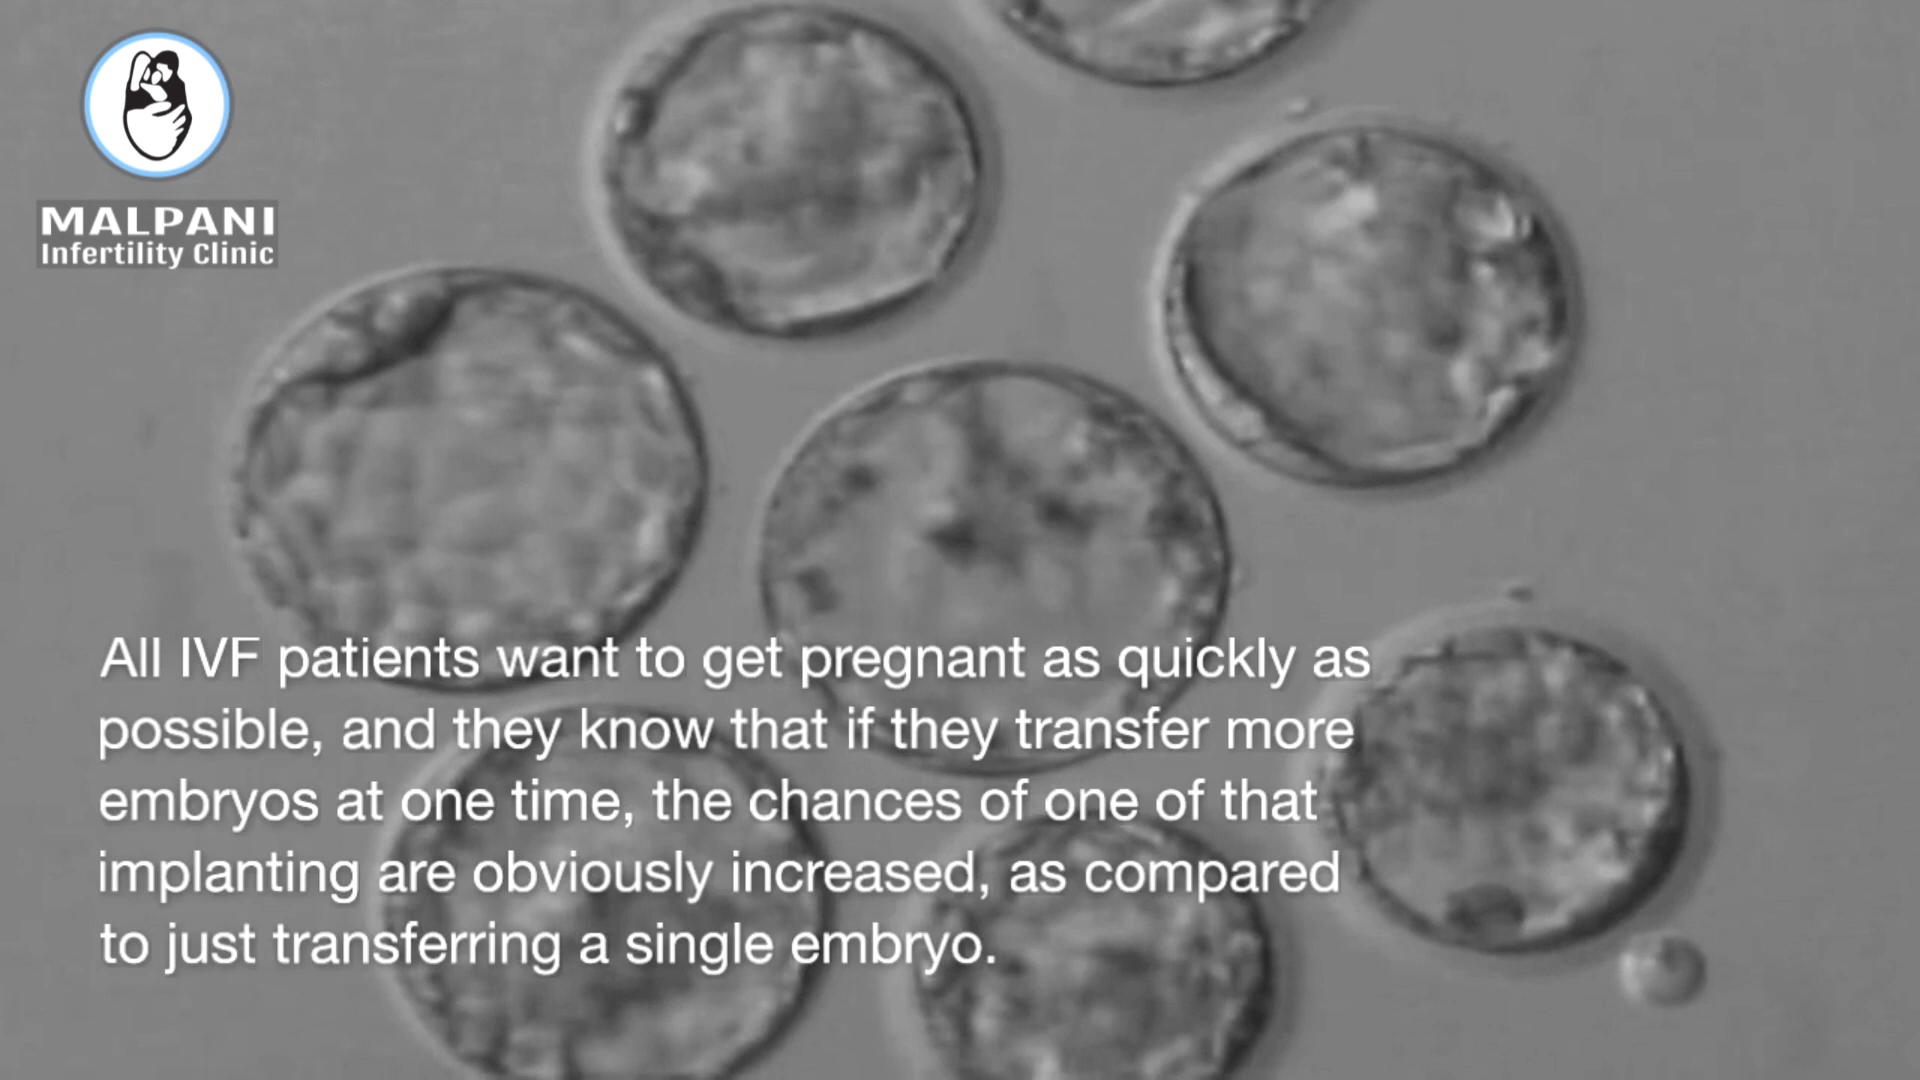 MALPANI
Infertility Clinic
All IVF patients want to get pregnant as quickly as
possible, and they know that if they transfer more
embryos at one time, the chances of one of that
implanting are obviously increased, as compared
to just transferring a single embryo.